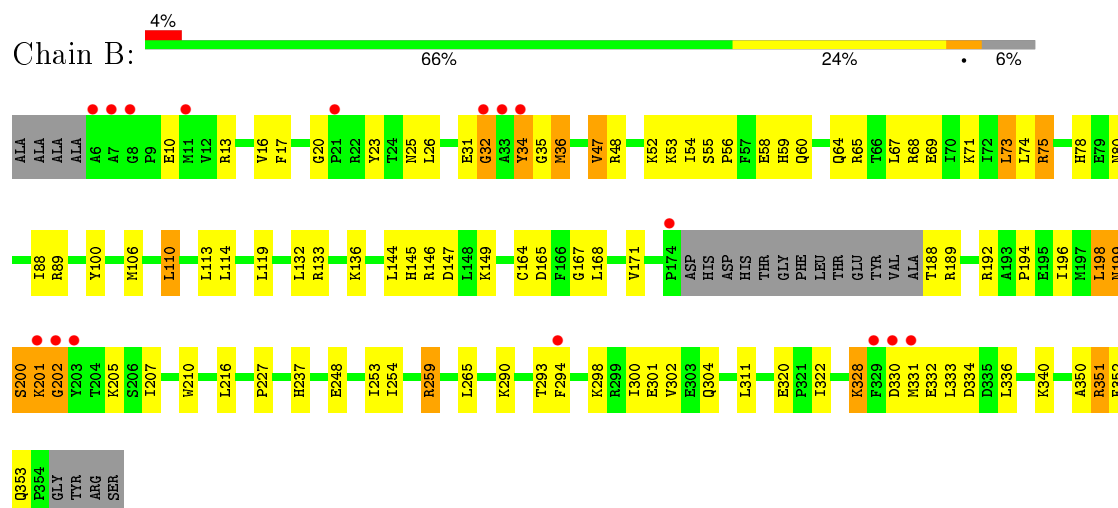 4%
Chain B:
66% 24% • 6%
ALA ALA ALA ALA A6 A7 G8 P9 E10 M11 V12 R13 V16 F17 G20 P21 R22 Y23 T24 N25 L26 E31 G32 A33 Y34 G35 M36 V47 R48 K52 K53 I54 S55 P56 F57 E58 H59 Q60 Q64 R65 T66 L67 R68 E69 I70 K71 I72 L73 L74 R75 H78 E79 N80
I88 R89 Y100 M106 L110 L113 L114 L119 L132 R133 K136 L144 H145 R146 D147 L148 K149 C164 D165 F166 G167 L168 V171 P174 ASP HIS ASP HIS THR GLY PHE LEU THR GLU TYR VAL ALA T188 R189 R192 A193 P194 E195 I196 M197 L198 N199
S200 K201 G202 Y203 T204 K205 S206 I207 W210 L216 P227 H237 E248 I253 I254 R259 L265 K290 T293 F294 K298 R299 I300 E301 V302 E303 Q304 L311 E320 P321 I322 K328 F329 D330 M331 E332 L333 D334 D335 L336 K340 A350 R351 F352
Q353 P354 GLY TYR ARG SER